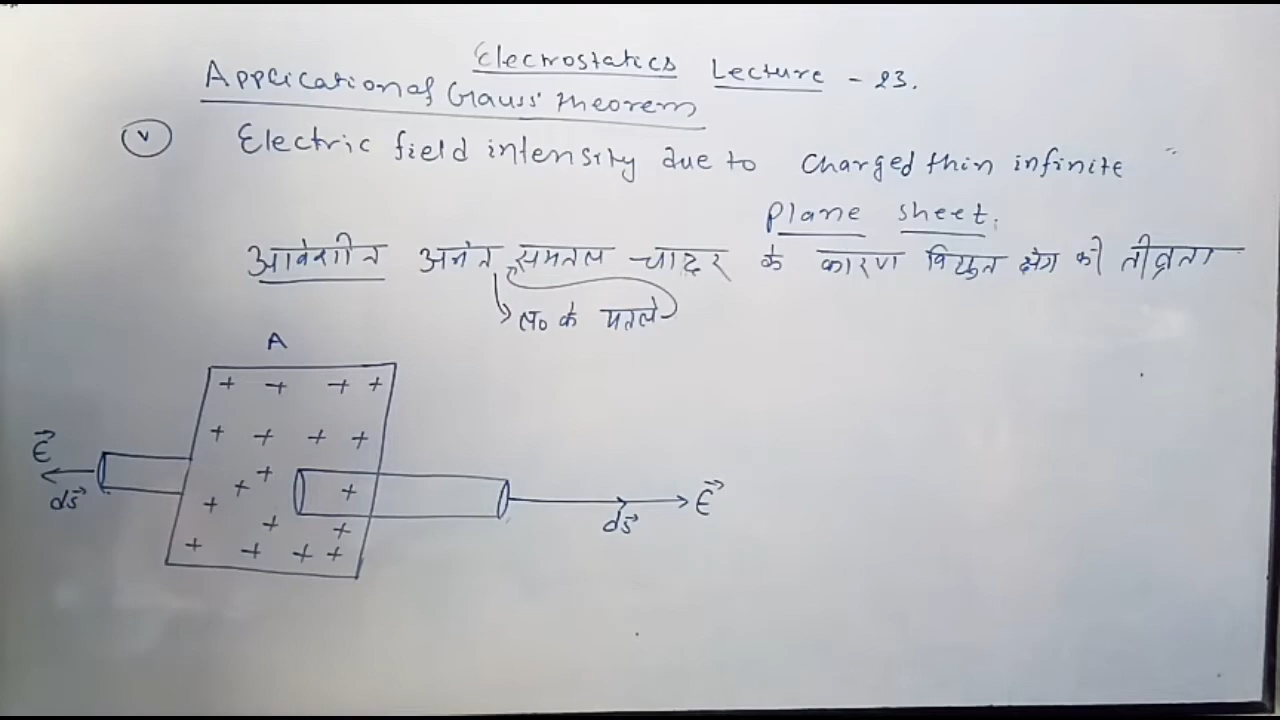 Electrostatics Lecture - 23.
Application of Gauss' theorem
(v) Electric field intensity due to charged thin infinite
plane sheet.
आवेशीत अनंत समतल चादर के कारण विद्युत क्षेत्र की तीव्रता
ल० के पतले
A
+ + + +
+ + + +
+ + + +
+ + +
+ + + +
E⃗
ds⃗
E⃗
ds⃗